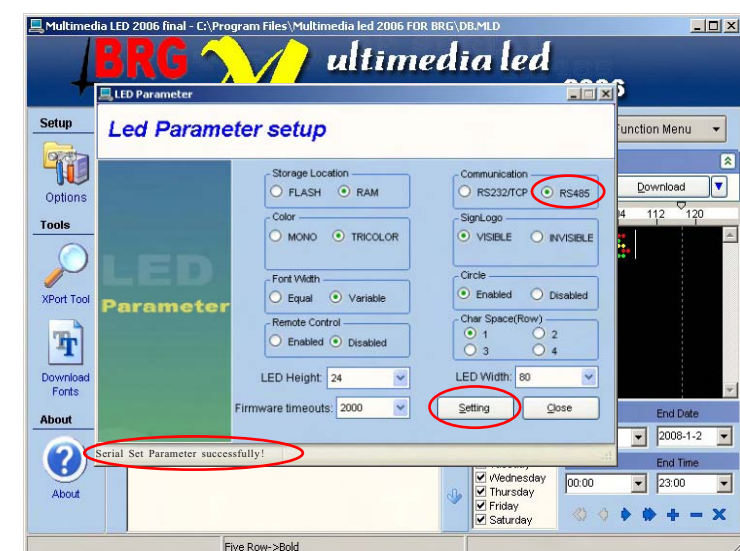 Multimedia LED 2006 final - C:\Program Files\Multimedia led 2006 FOR BRG\DB.MLD
BRG
M ultimedia led
LED Parameter
Led Parameter setup
Setup
Options
Tools
XPort Tool
Download
Fonts
About
About
LED
Parameter
Storage Location
FLASH RAM
Color
MONO TRICOLOR
Font Width
Equal Variable
Remote Control
Enabled Disabled
LED Height: 24
Firmware timeouts: 2000
Communication
RS232/TCP RS485
SignLogo
VISIBLE INVISIBLE
Circle
Enabled Disabled
Char Space(Row)
1 2
3 4
LED Width: 80
Setting Close
Serial Set Parameter successfully!
Function Menu
Download
112 120
End Date
2008-1-2
End Time
00:00 23:00
Wednesday
Thursday
Friday
Saturday
Five Row->Bold